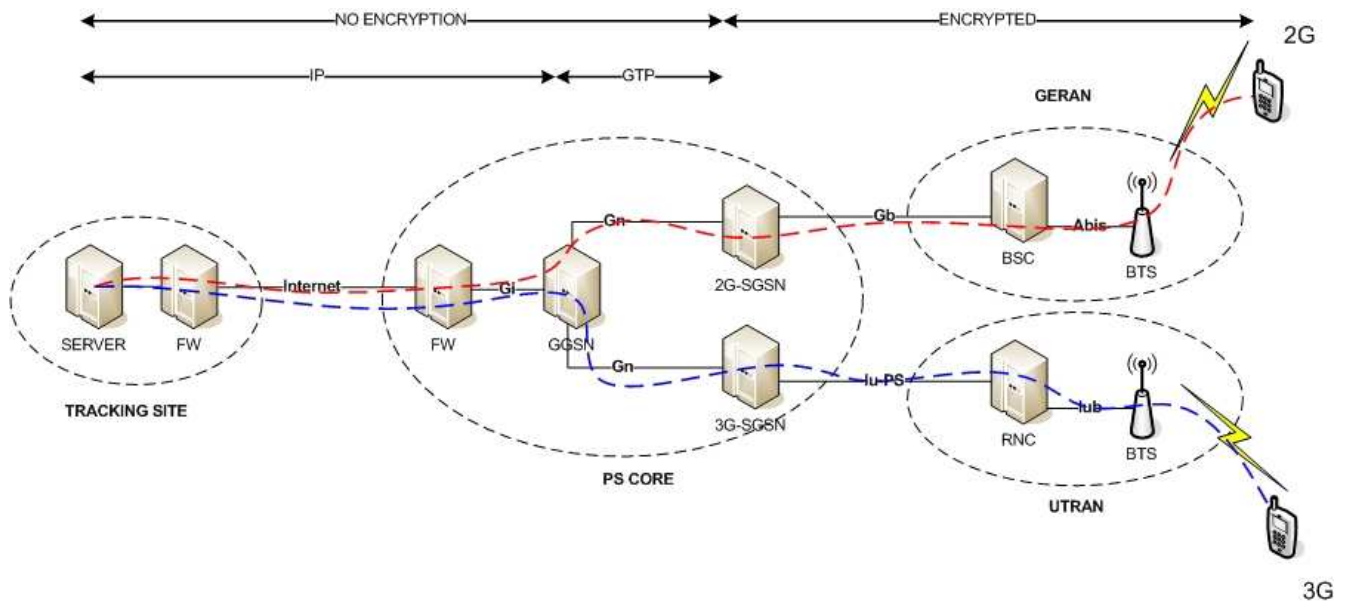 NO ENCRYPTION
ENCRYPTED
2G
IP
GTP
GERAN
Gn
Gb
Abis
BSC
BTS
2G-SGSN
Internet
Gi
SERVER
FW
FW
GGSN
TRACKING SITE
Gn
Iu-PS
Iub
3G-SGSN
RNC
BTS
PS CORE
UTRAN
3G